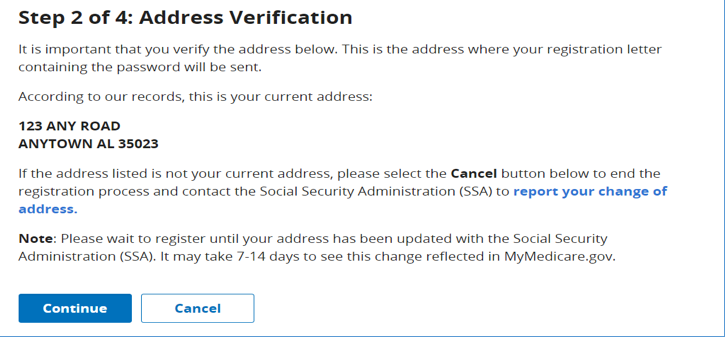 Step 2 of 4: Address Verification
It is important that you verify the address below. This is the address where your registration letter
containing the password will be sent.
According to our records, this is your current address:
123 ANY ROAD
ANYTOWN AL 35023
If the address listed is not your current address, please select the Cancel button below to end the
registration process and contact the Social Security Administration (SSA) to report your change of
address.
Note: Please wait to register until your address has been updated with the Social Security
Administration (SSA). It may take 7-14 days to see this change reflected in MyMedicare.gov.
Continue Cancel